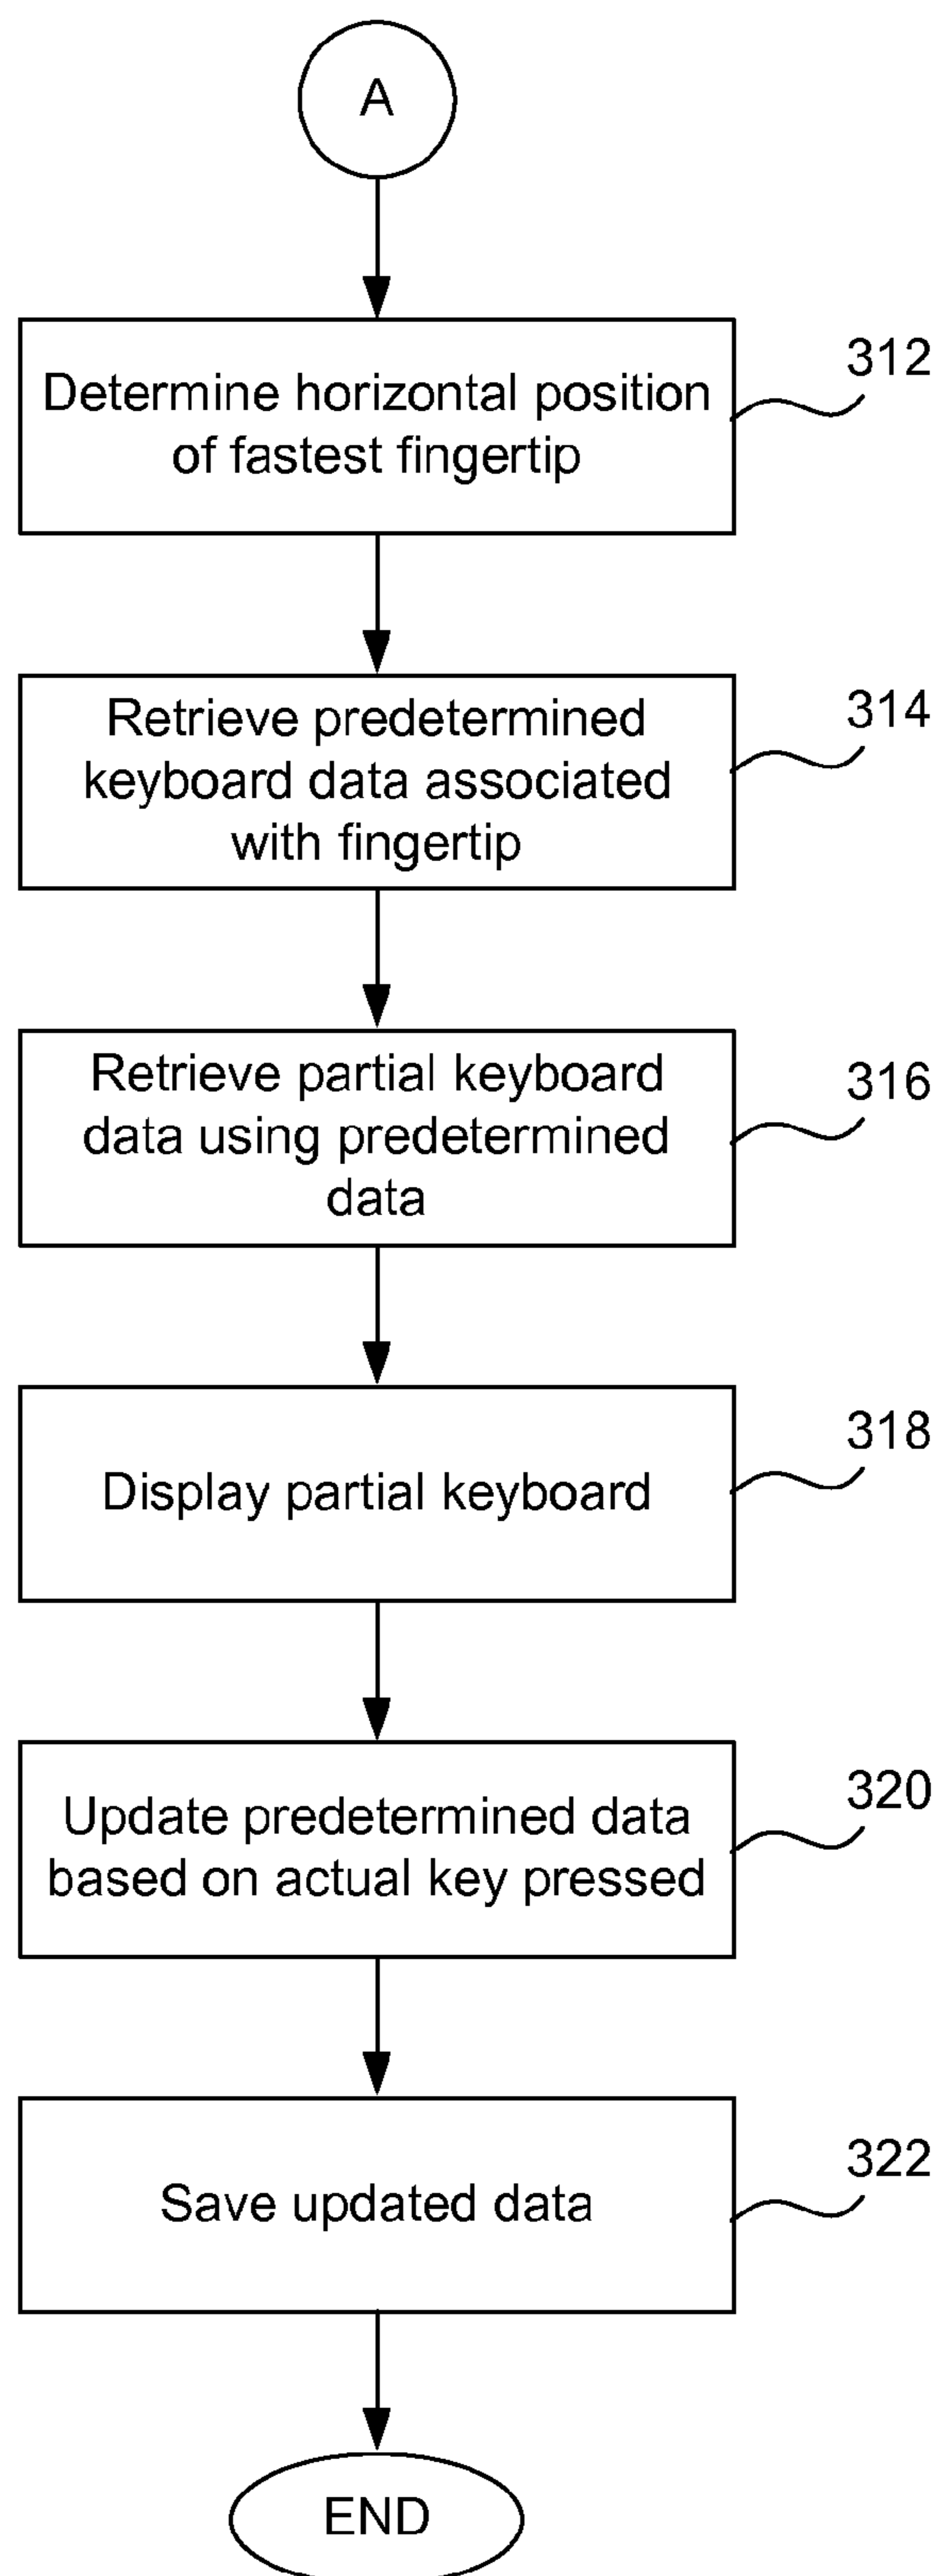 A
Determine horizontal position
of fastest fingertip
312
Retrieve predetermined
keyboard data associated
with fingertip
314
Retrieve partial keyboard
data using predetermined
data
316
Display partial keyboard
318
Update predetermined data
based on actual key pressed
320
Save updated data
322
END